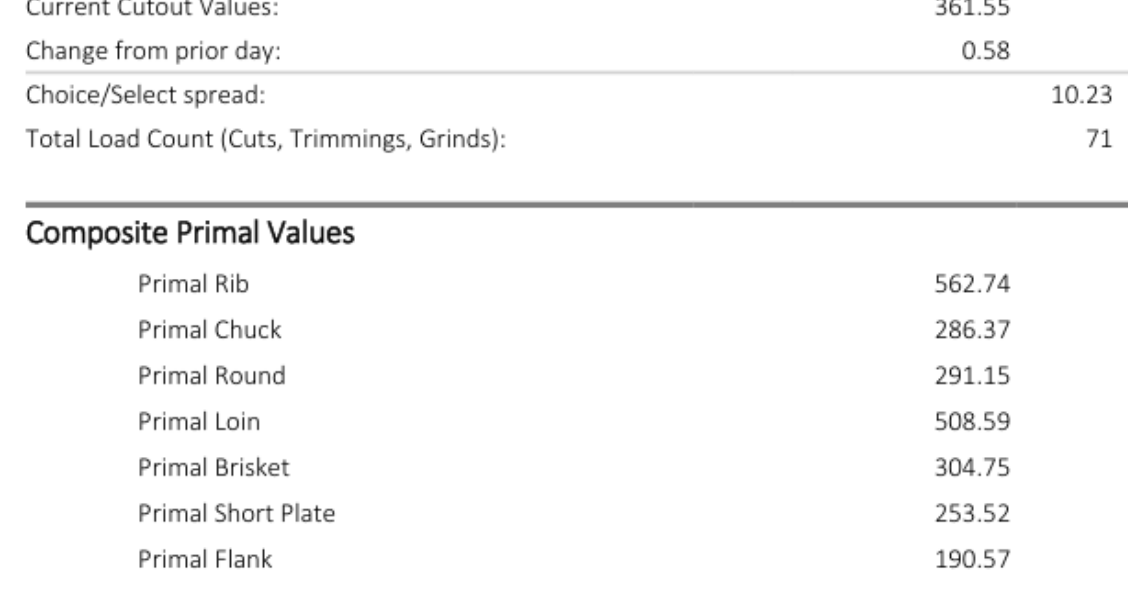 Current Cutout Values: 361.55
Change from prior day: 0.58
Choice/Select spread: 10.23
Total Load Count (Cuts, Trimmings, Grinds): 71
Composite Primal Values
Primal Rib 562.74
Primal Chuck 286.37
Primal Round 291.15
Primal Loin 508.59
Primal Brisket 304.75
Primal Short Plate 253.52
Primal Flank 190.57